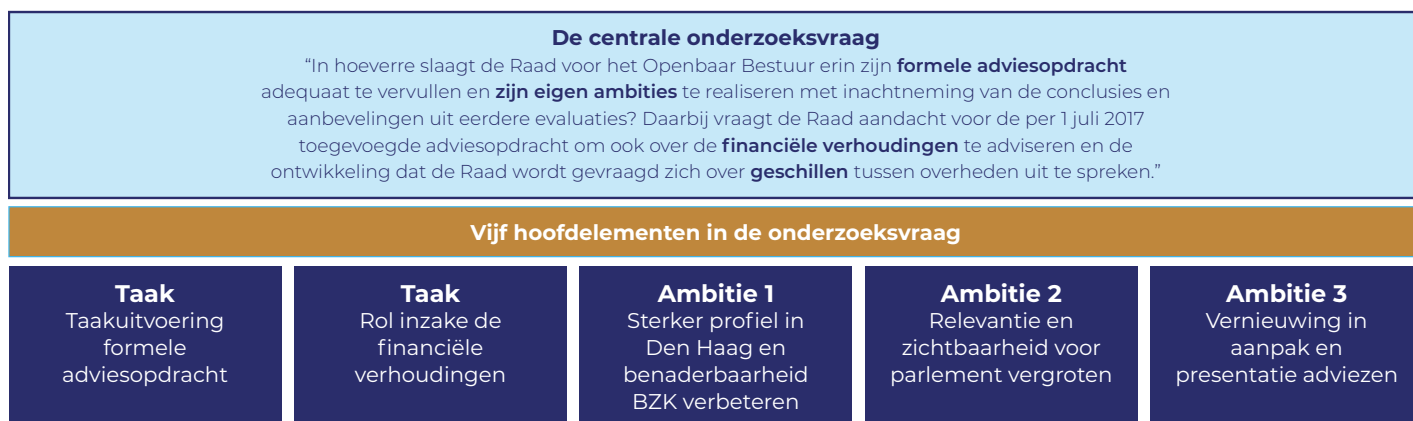 De centrale onderzoeksvraag
“In hoeverre slaagt de Raad voor het Openbaar Bestuur erin zijn formele adviesopdracht
adequaat te vervullen en zijn eigen ambities te realiseren met inachtneming van de conclusies en
aanbevelingen uit eerdere evaluaties? Daarbij vraagt de Raad aandacht voor de per 1 juli 2017
toegevoegde adviesopdracht om ook over de financiële verhoudingen te adviseren en de
ontwikkeling dat de Raad wordt gevraagd zich over geschillen tussen overheden uit te spreken.”
Vijf hoofdelementen in de onderzoeksvraag
Taak
Taakuitvoering
formele
adviesopdracht
Taak
Rol inzake de
financiële
verhoudingen
Ambitie 1
Sterker profiel in
Den Haag en
benaderbaarheid
BZK verbeteren
Ambitie 2
Relevantie en
zichtbaarheid voor
parlement vergroten
Ambitie 3
Vernieuwing in
aanpak en
presentatie adviezen